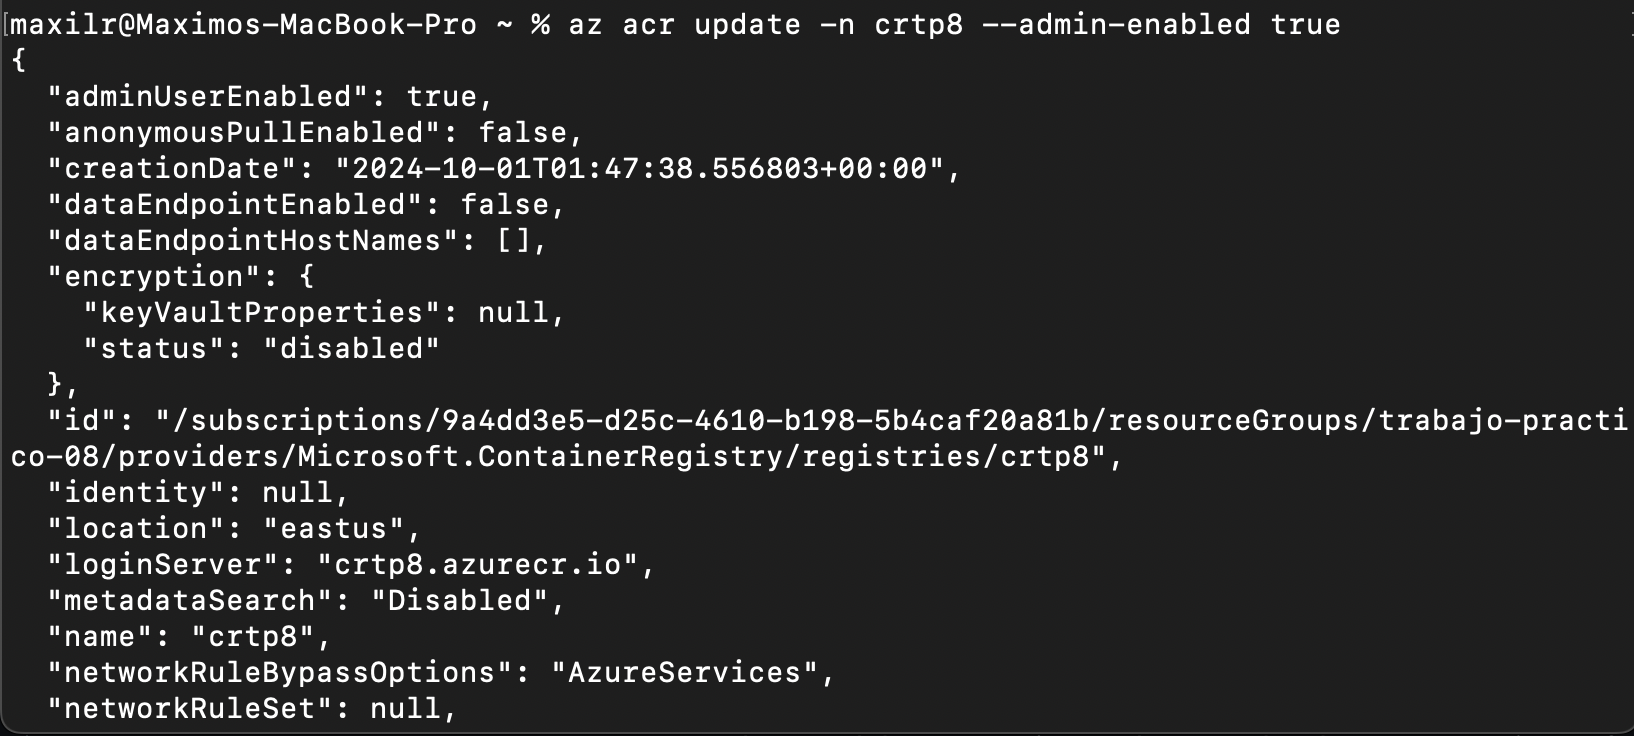 [maxilr@Maximos-MacBook-Pro ~ % az acr update -n crtp8 --admin-enabled true
{
  "adminUserEnabled": true,
  "anonymousPullEnabled": false,
  "creationDate": "2024-10-01T01:47:38.556803+00:00",
  "dataEndpointEnabled": false,
  "dataEndpointHostNames": [],
  "encryption": {
    "keyVaultProperties": null,
    "status": "disabled"
  },
  "id": "/subscriptions/9a4dd3e5-d25c-4610-b198-5b4caf20a81b/resourceGroups/trabajo-practi
co-08/providers/Microsoft.ContainerRegistry/registries/crtp8",
  "identity": null,
  "location": "eastus",
  "loginServer": "crtp8.azurecr.io",
  "metadataSearch": "Disabled",
  "name": "crtp8",
  "networkRuleBypassOptions": "AzureServices",
  "networkRuleSet": null,